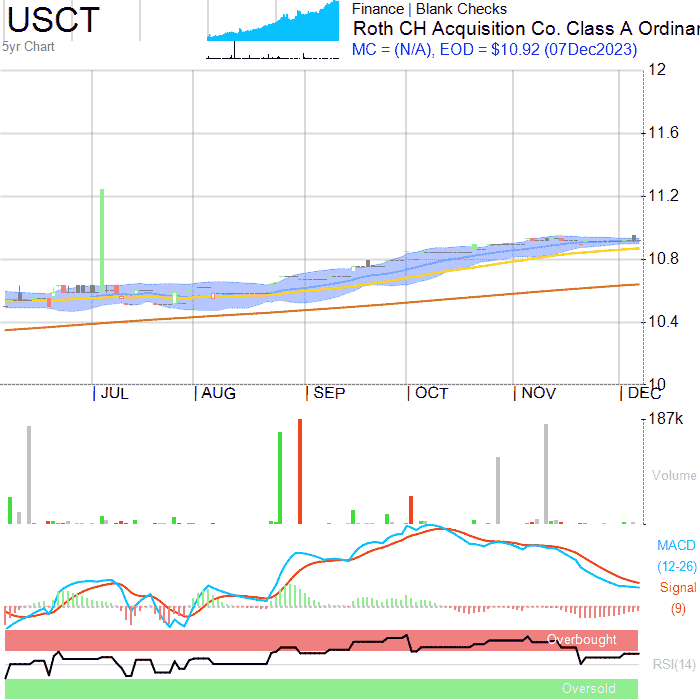 USCT
5yr Chart
Finance | Blank Checks
Roth CH Acquisition Co. Class A Ordinar
MC = (N/A), EOD = $10.92 (07Dec2023)
12
11.6
11.2
10.8
10.4
10
JUL AUG SEP OCT NOV DEC
187k
Volume
MACD
(12-26)
Signal
(9)
Overbought
RSI(14)
Oversold